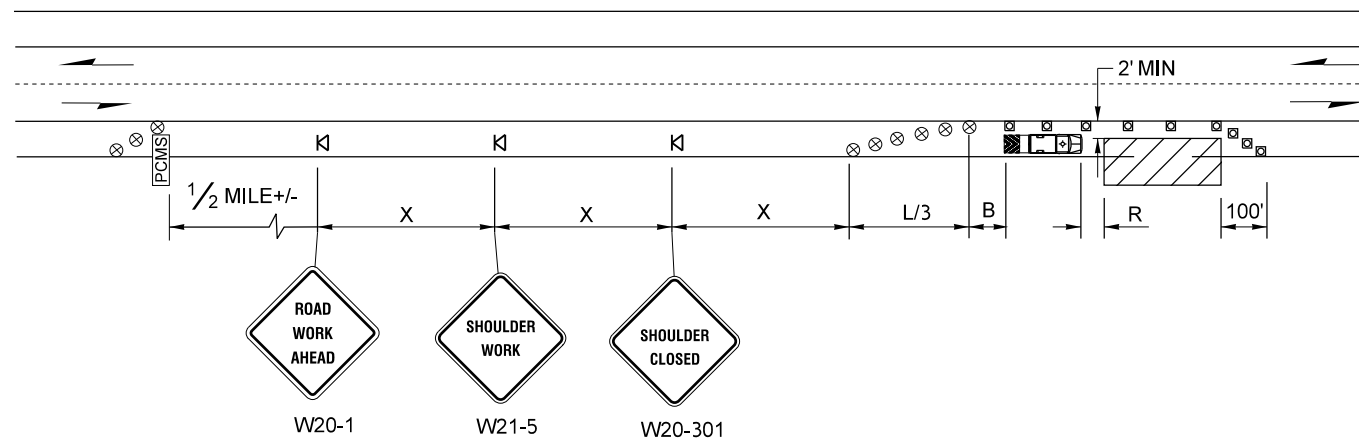 2' MIN
PCMS
1/2 MILE+/-
X
X
X
L/3
B
R
100'
ROAD
WORK
AHEAD
SHOULDER
WORK
SHOULDER
CLOSED
W20-1
W21-5
W20-301